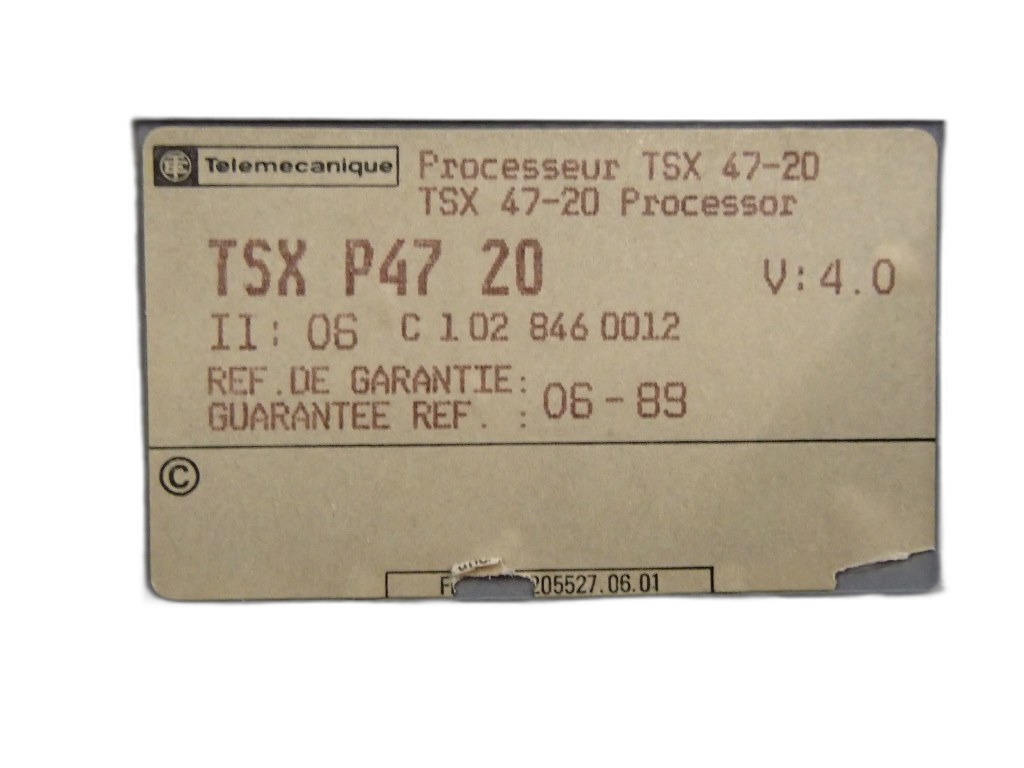 Telemecanique
Processeur TSX 47-20
TSX 47-20 Processor
TSX P47 20
V: 4.0
II: 06 C 1 02 846 0012
REF.DE GARANTIE:
GUARANTEE REF. : 06-89
©
205527.06.01